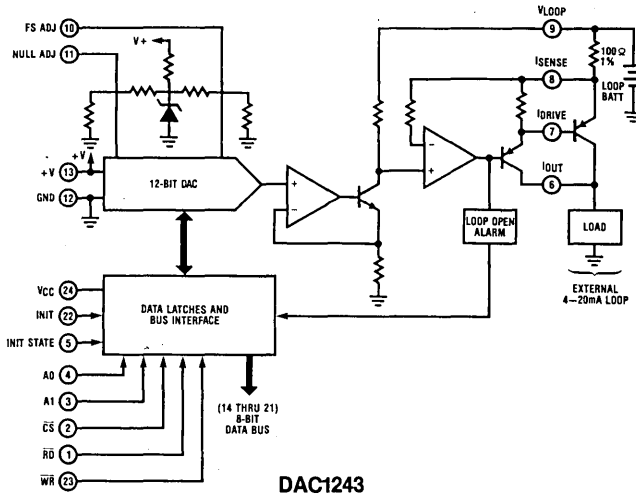 FS ADJ 10
NULL ADJ 11
V+
VLOOP
9
100Ω
1%
LOOP
BATT
ISENSE
8
IDRIVE
7
IOUT
6
+V
+V 13
GND 12
12-BIT DAC
+
−
−
+
LOOP OPEN
ALARM
LOAD
EXTERNAL
4–20mA LOOP
VCC 24
INIT 22
INIT STATE 5
A0 4
A1 3
CS 2
RD 1
WR 23
DATA LATCHES AND
BUS INTERFACE
(14 THRU 21)
8-BIT
DATA BUS
DAC1243